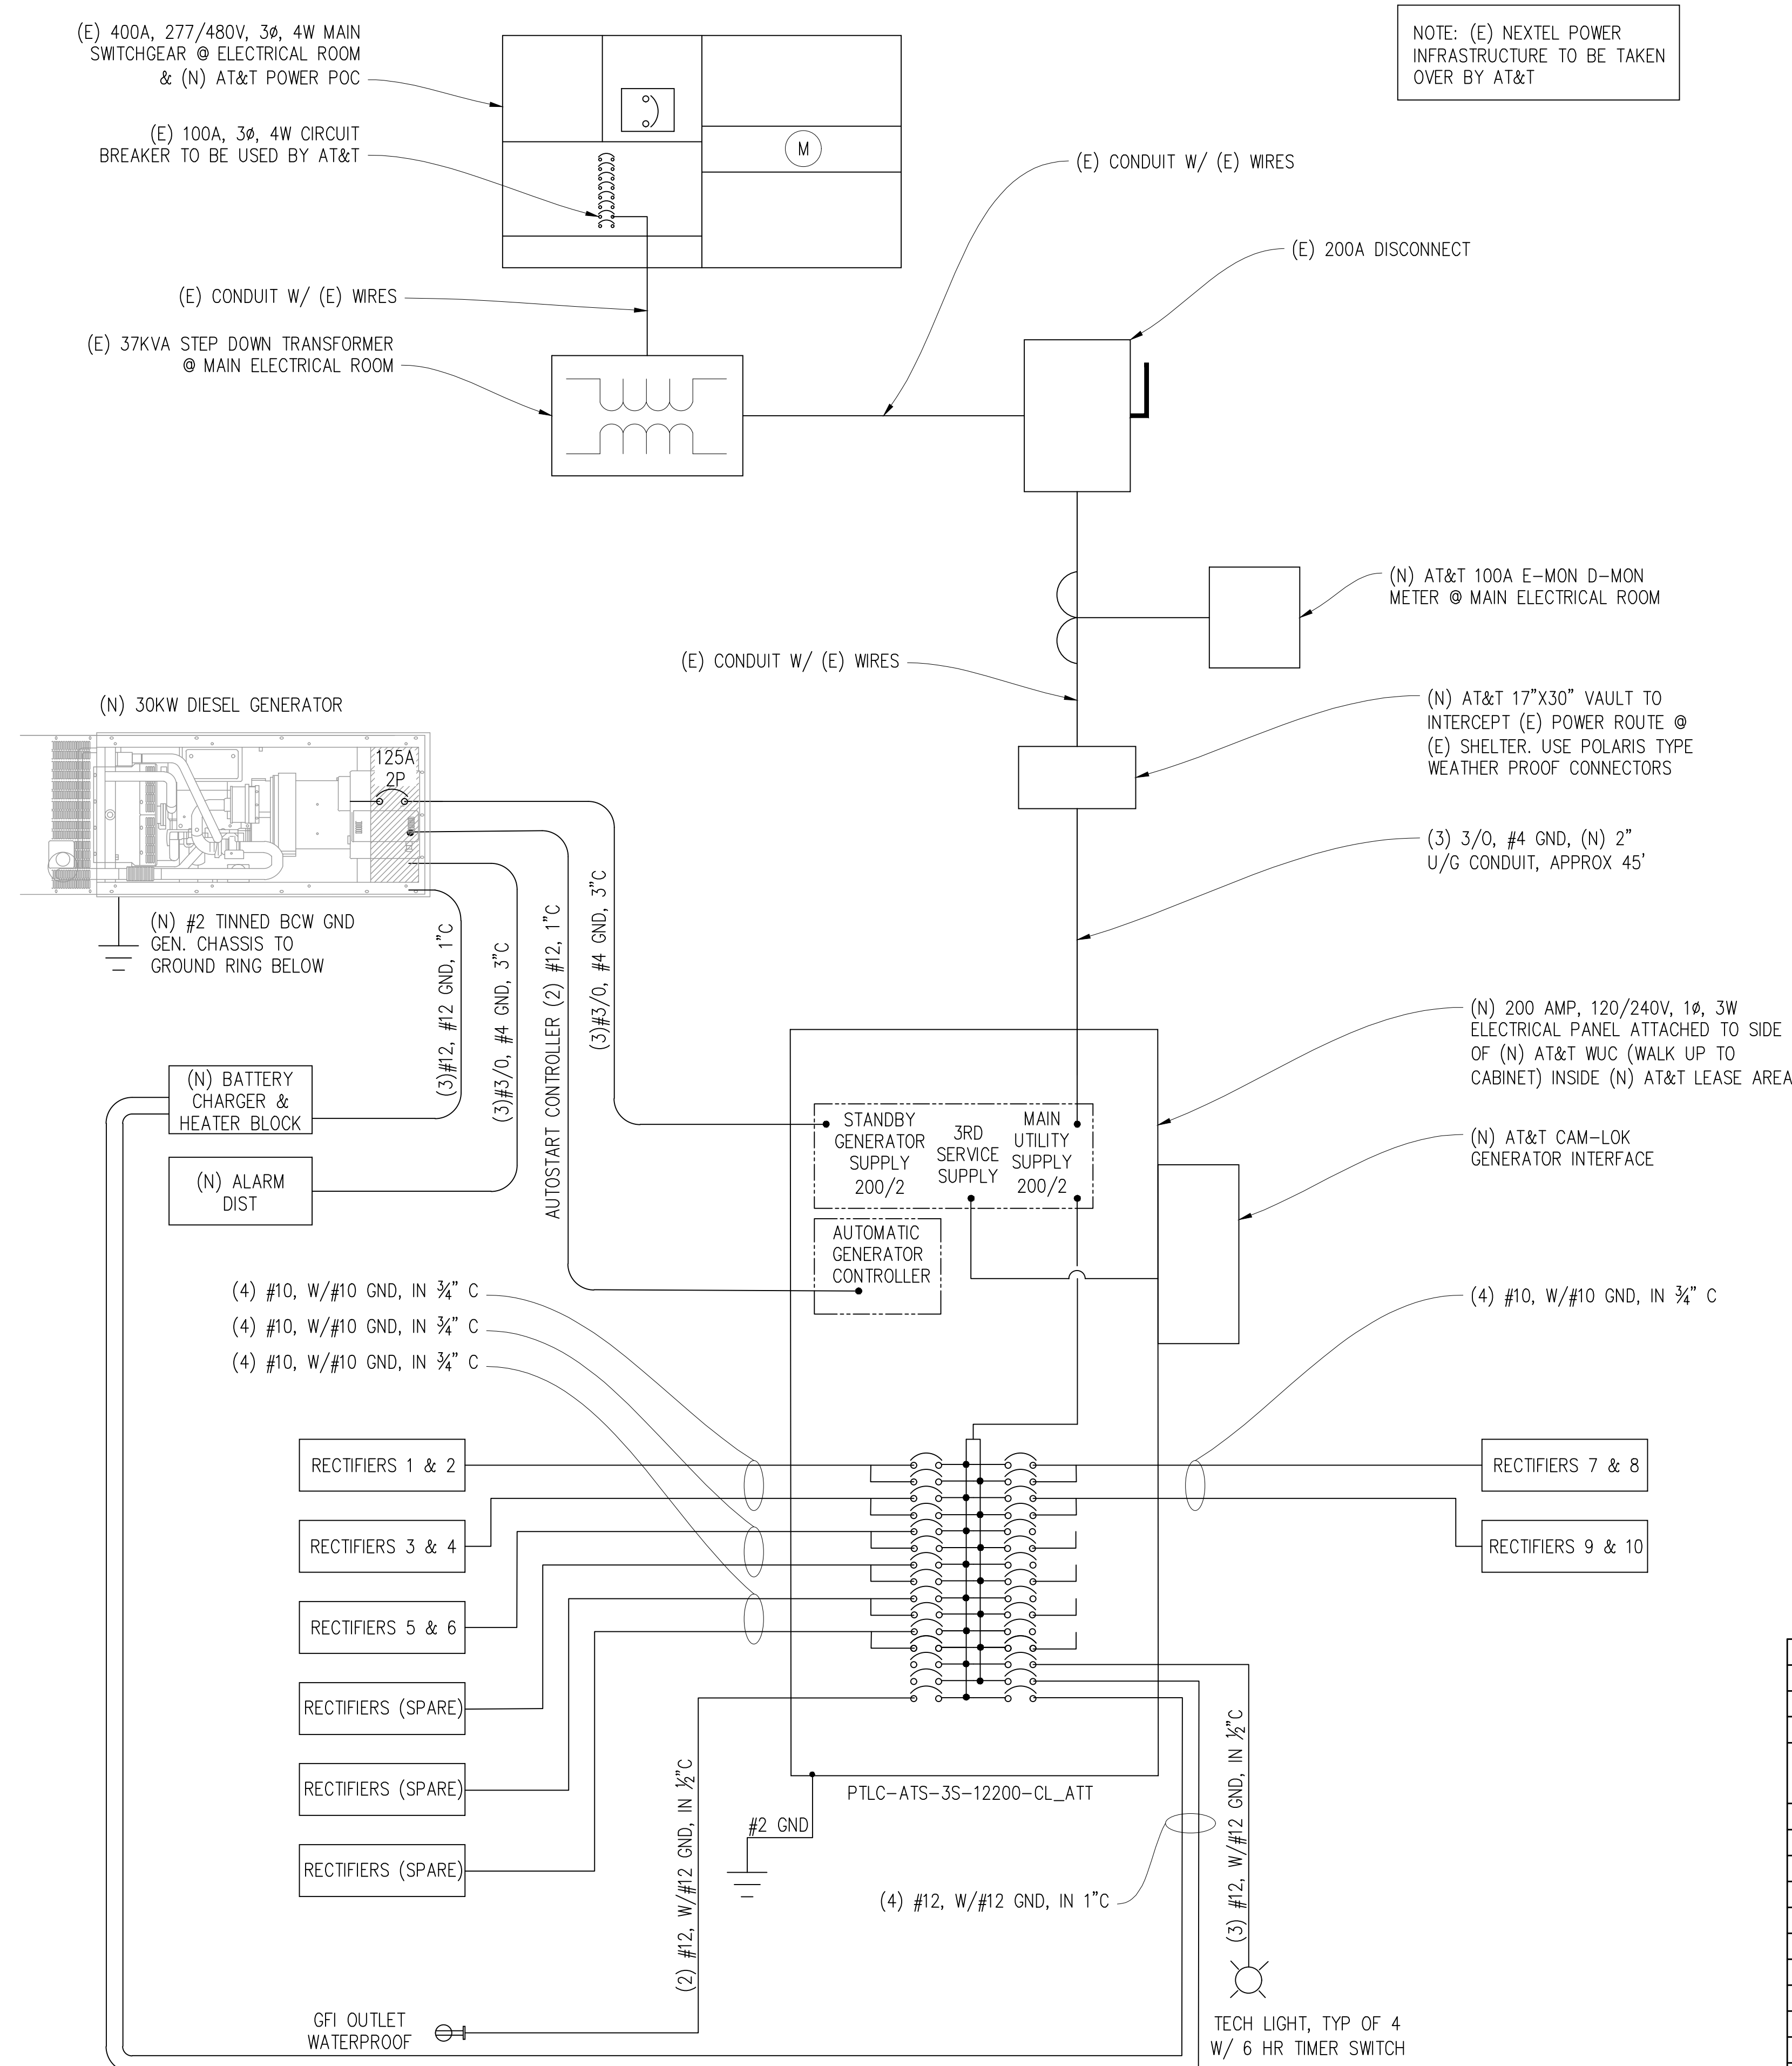 (E) 400A, 277/480V, 3ø, 4W MAIN
SWITCHGEAR @ ELECTRICAL ROOM
& (N) AT&T POWER POC
(E) 100A, 3ø, 4W CIRCUIT
BREAKER TO BE USED BY AT&T
M
NOTE: (E) NEXTEL POWER
INFRASTRUCTURE TO BE TAKEN
OVER BY AT&T
(E) CONDUIT W/ (E) WIRES
(E) 200A DISCONNECT
(E) CONDUIT W/ (E) WIRES
(E) 37KVA STEP DOWN TRANSFORMER
@ MAIN ELECTRICAL ROOM
(N) AT&T 100A E-MON D-MON
METER @ MAIN ELECTRICAL ROOM
(E) CONDUIT W/ (E) WIRES
(N) AT&T 17"X30" VAULT TO
INTERCEPT (E) POWER ROUTE @
(E) SHELTER. USE POLARIS TYPE
WEATHER PROOF CONNECTORS
(N) 30KW DIESEL GENERATOR
125A
2P
(N) #2 TINNED BCW GND
GEN. CHASSIS TO
GROUND RING BELOW
(3)#12, #12 GND, 1"C
(3)#3/0, #4 GND, 3"C
AUTOSTART CONTROLLER (2) #12, 1"C
(3)#3/0, #4 GND, 3"C
(3) 3/0, #4 GND, (N) 2"
U/G CONDUIT, APPROX 45'
(N) 200 AMP, 120/240V, 1ø, 3W
ELECTRICAL PANEL ATTACHED TO SIDE
OF (N) AT&T WUC (WALK UP TO
CABINET) INSIDE (N) AT&T LEASE AREA
(N) BATTERY
CHARGER &
HEATER BLOCK
(N) ALARM
DIST
STANDBY
GENERATOR
SUPPLY
200/2
3RD
SERVICE
SUPPLY
MAIN
UTILITY
SUPPLY
200/2
(N) AT&T CAM-LOK
GENERATOR INTERFACE
AUTOMATIC
GENERATOR
CONTROLLER
(4) #10, W/#10 GND, IN ¾" C
(4) #10, W/#10 GND, IN ¾" C
(4) #10, W/#10 GND, IN ¾" C
(4) #10, W/#10 GND, IN ¾" C
RECTIFIERS 1 & 2
RECTIFIERS 3 & 4
RECTIFIERS 5 & 6
RECTIFIERS (SPARE)
RECTIFIERS (SPARE)
RECTIFIERS (SPARE)
RECTIFIERS 7 & 8
RECTIFIERS 9 & 10
PTLC-ATS-3S-12200-CL_ATT
#2 GND
(2) #12, W/#12 GND, IN ½"C
(4) #12, W/#12 GND, IN 1"C
(3) #12, W/#12 GND, IN ½"C
GFI OUTLET
WATERPROOF
TECH LIGHT, TYP OF 4
W/ 6 HR TIMER SWITCH